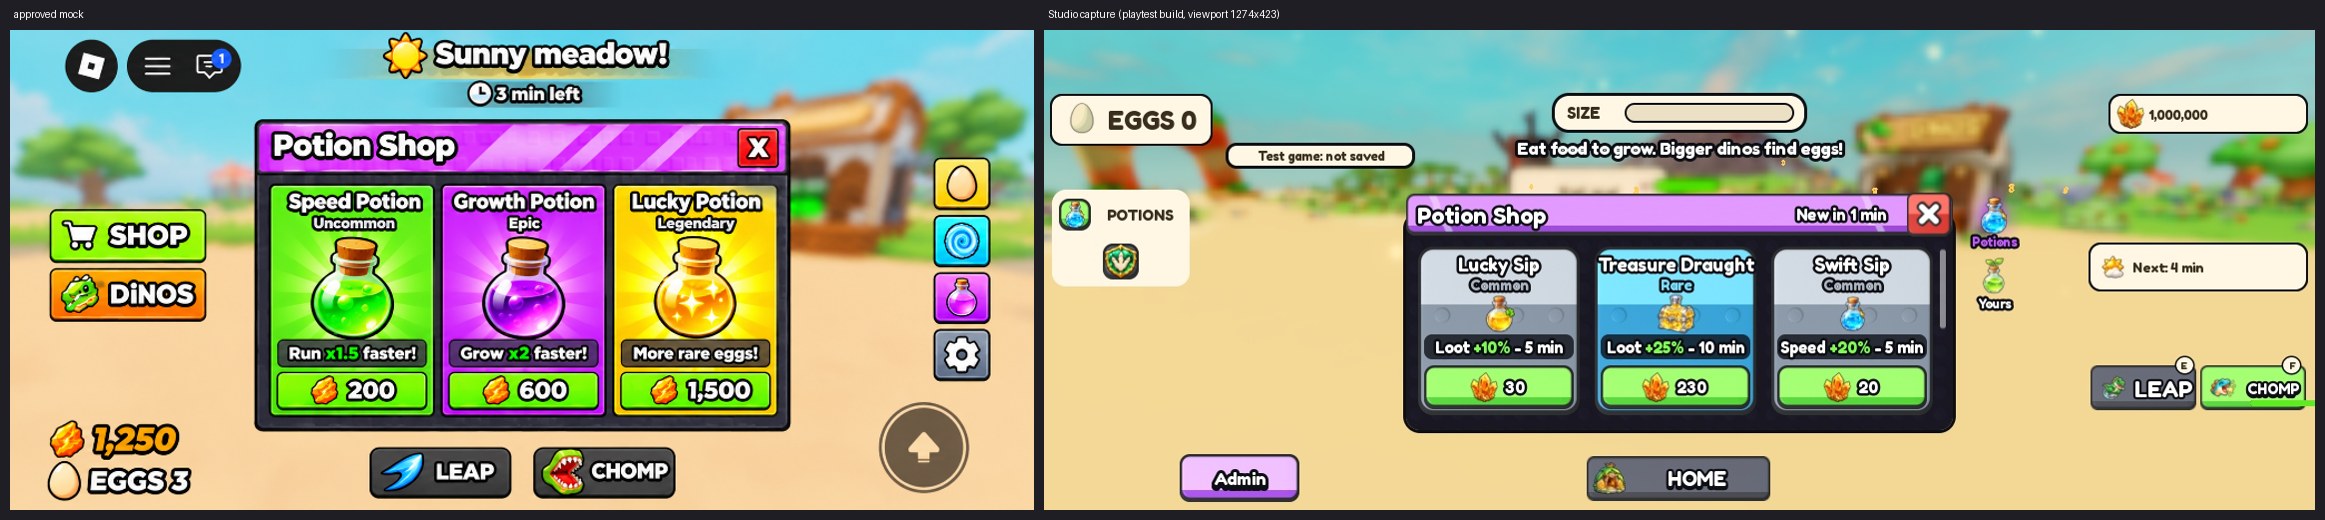 approved mock
1
Sunny meadow!
3 min left
Potion Shop
X
Speed Potion
Uncommon
Run x1.5 faster!
200
Growth Potion
Epic
Grow x2 faster!
600
Lucky Potion
Legendary
More rare eggs!
1,500
SHOP
DiNOS
1,250
EGGS 3
LEAP
CHOMP
Studio capture (playtest build, viewport 1274x423)
EGGS 0
Test game: not saved
SIZE
Eat food to grow. Bigger dinos find eggs!
1,000,000
POTIONS
Potion Shop
New in 1 min
X
Lucky Sip
Common
Loot +10% - 5 min
30
Treasure Draught
Rare
Loot +25% - 10 min
230
Swift Sip
Common
Speed +20% - 5 min
20
Potions
Yours
Next: 4 min
E
LEAP
F
CHOMP
Admin
HOME